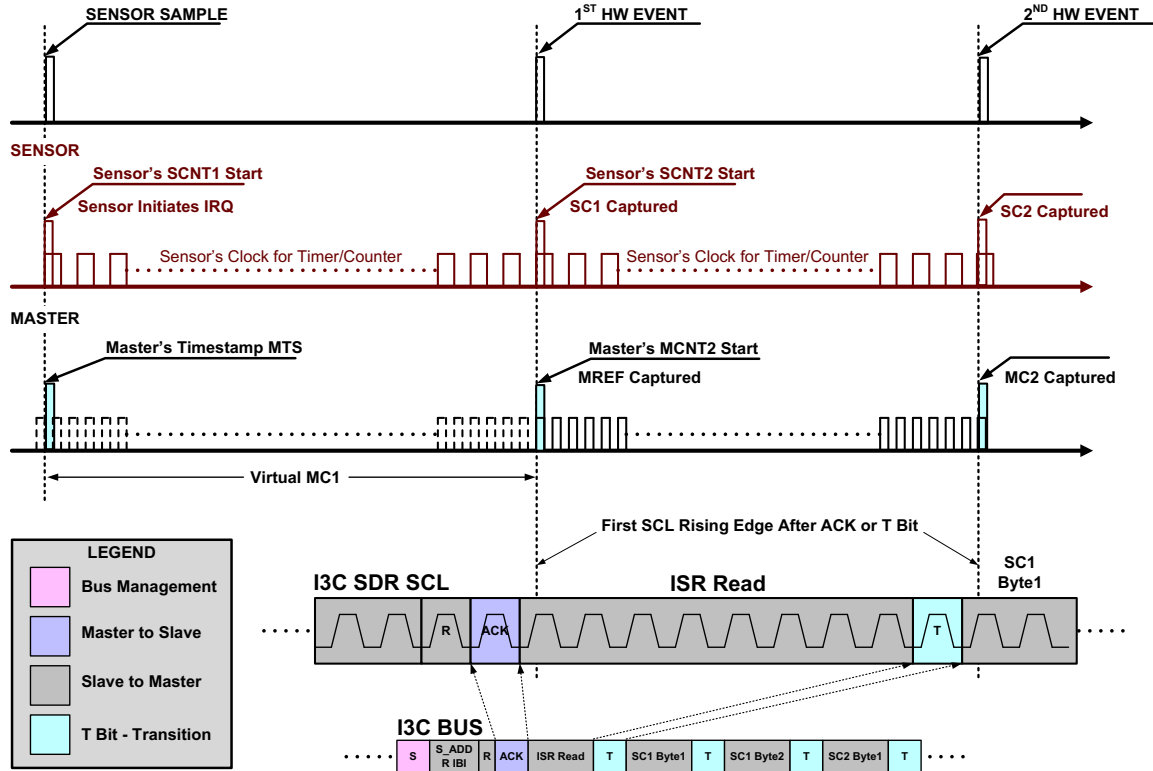 SENSOR SAMPLE
1ST HW EVENT
2ND HW EVENT
SENSOR
Sensor's SCNT1 Start
Sensor Initiates IRQ
Sensor's SCNT2 Start
SC1 Captured
SC2 Captured
Sensor's Clock for Timer/Counter
Sensor's Clock for Timer/Counter
MASTER
Master's Timestamp MTS
Master's MCNT2 Start
MREF Captured
MC2 Captured
Virtual MC1
First SCL Rising Edge After ACK or T Bit
LEGEND
Bus Management
Master to Slave
Slave to Master
T Bit - Transition
I3C SDR SCL
ISR Read
SC1
Byte1
R
ACK
T
I3C BUS
S
S_ADD
R IBI
R
ACK
ISR Read
T
SC1 Byte1
T
SC1 Byte2
T
SC2 Byte1
T